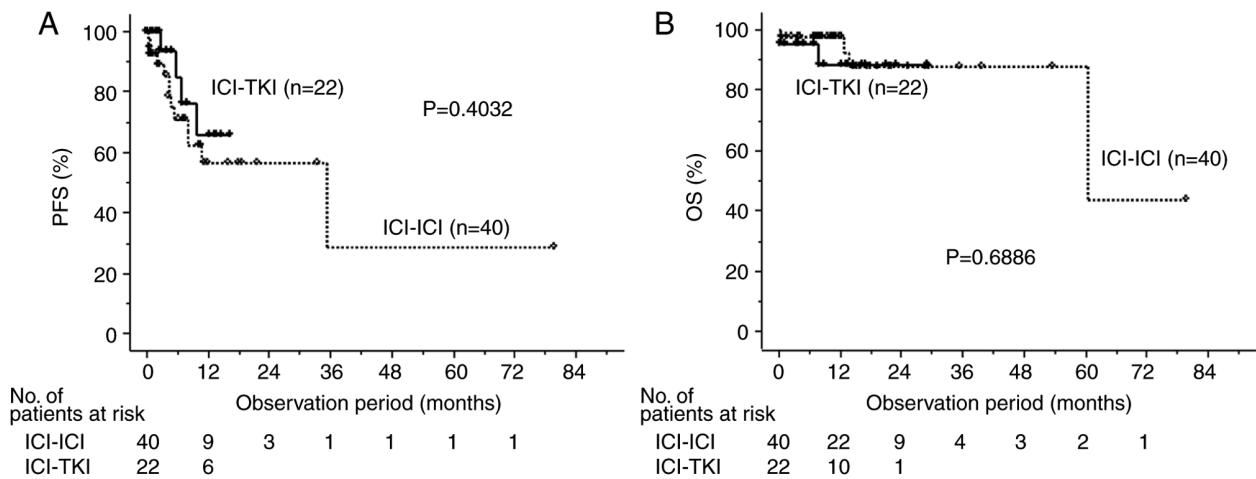 A
100
80
60
40
20
0
PFS (%)
ICI-TKI (n=22)
P=0.4032
ICI-ICI (n=40)
0 12 24 36 48 60 72 84
Observation period (months)
No. of
patients at risk
ICI-ICI 40 9 3 1 1 1 1
ICI-TKI 22 6
B
100
80
60
40
20
0
OS (%)
ICI-TKI (n=22)
ICI-ICI (n=40)
P=0.6886
0 12 24 36 48 60 72 84
Observation period (months)
No. of
patients at risk
ICI-ICI 40 22 9 4 3 2 1
ICI-TKI 22 10 1